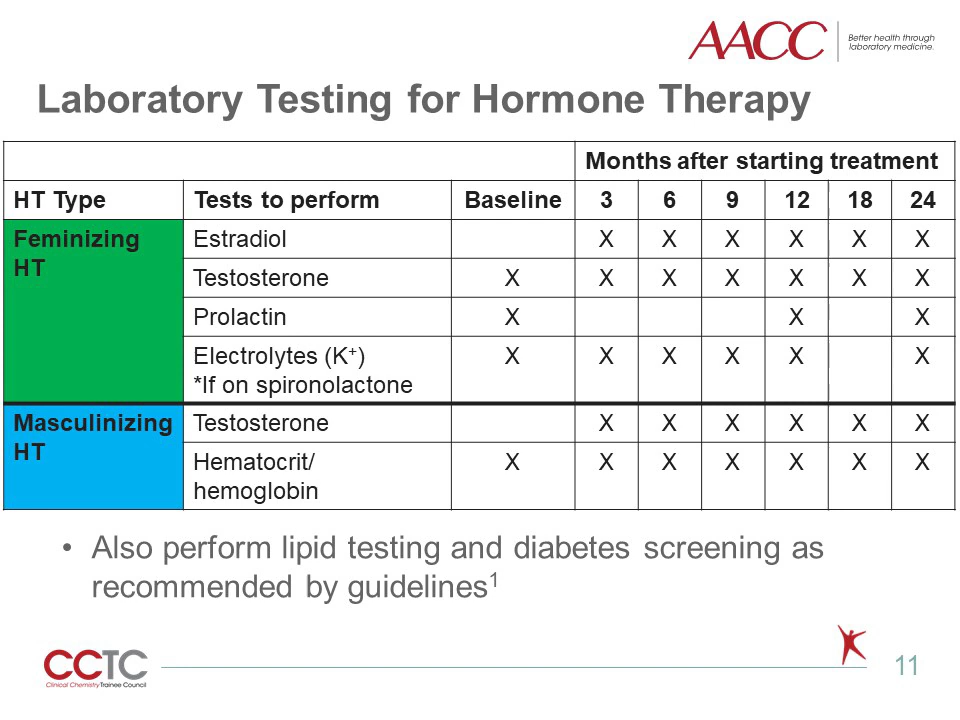 AACC
Better health through
laboratory medicine.
Laboratory Testing for Hormone Therapy
Months after starting treatment
HT Type Tests to perform Baseline 3 6 9 12 18 24
Feminizing HT Estradiol X X X X X X
Testosterone X X X X X X X
Prolactin X X X
Electrolytes (K⁺) X X X X X X
*If on spironolactone
Masculinizing HT Testosterone X X X X X X
Hematocrit/ X X X X X X X
hemoglobin
• Also perform lipid testing and diabetes screening as
recommended by guidelines¹
CCTC
Clinical Chemistry Trainee Council
11